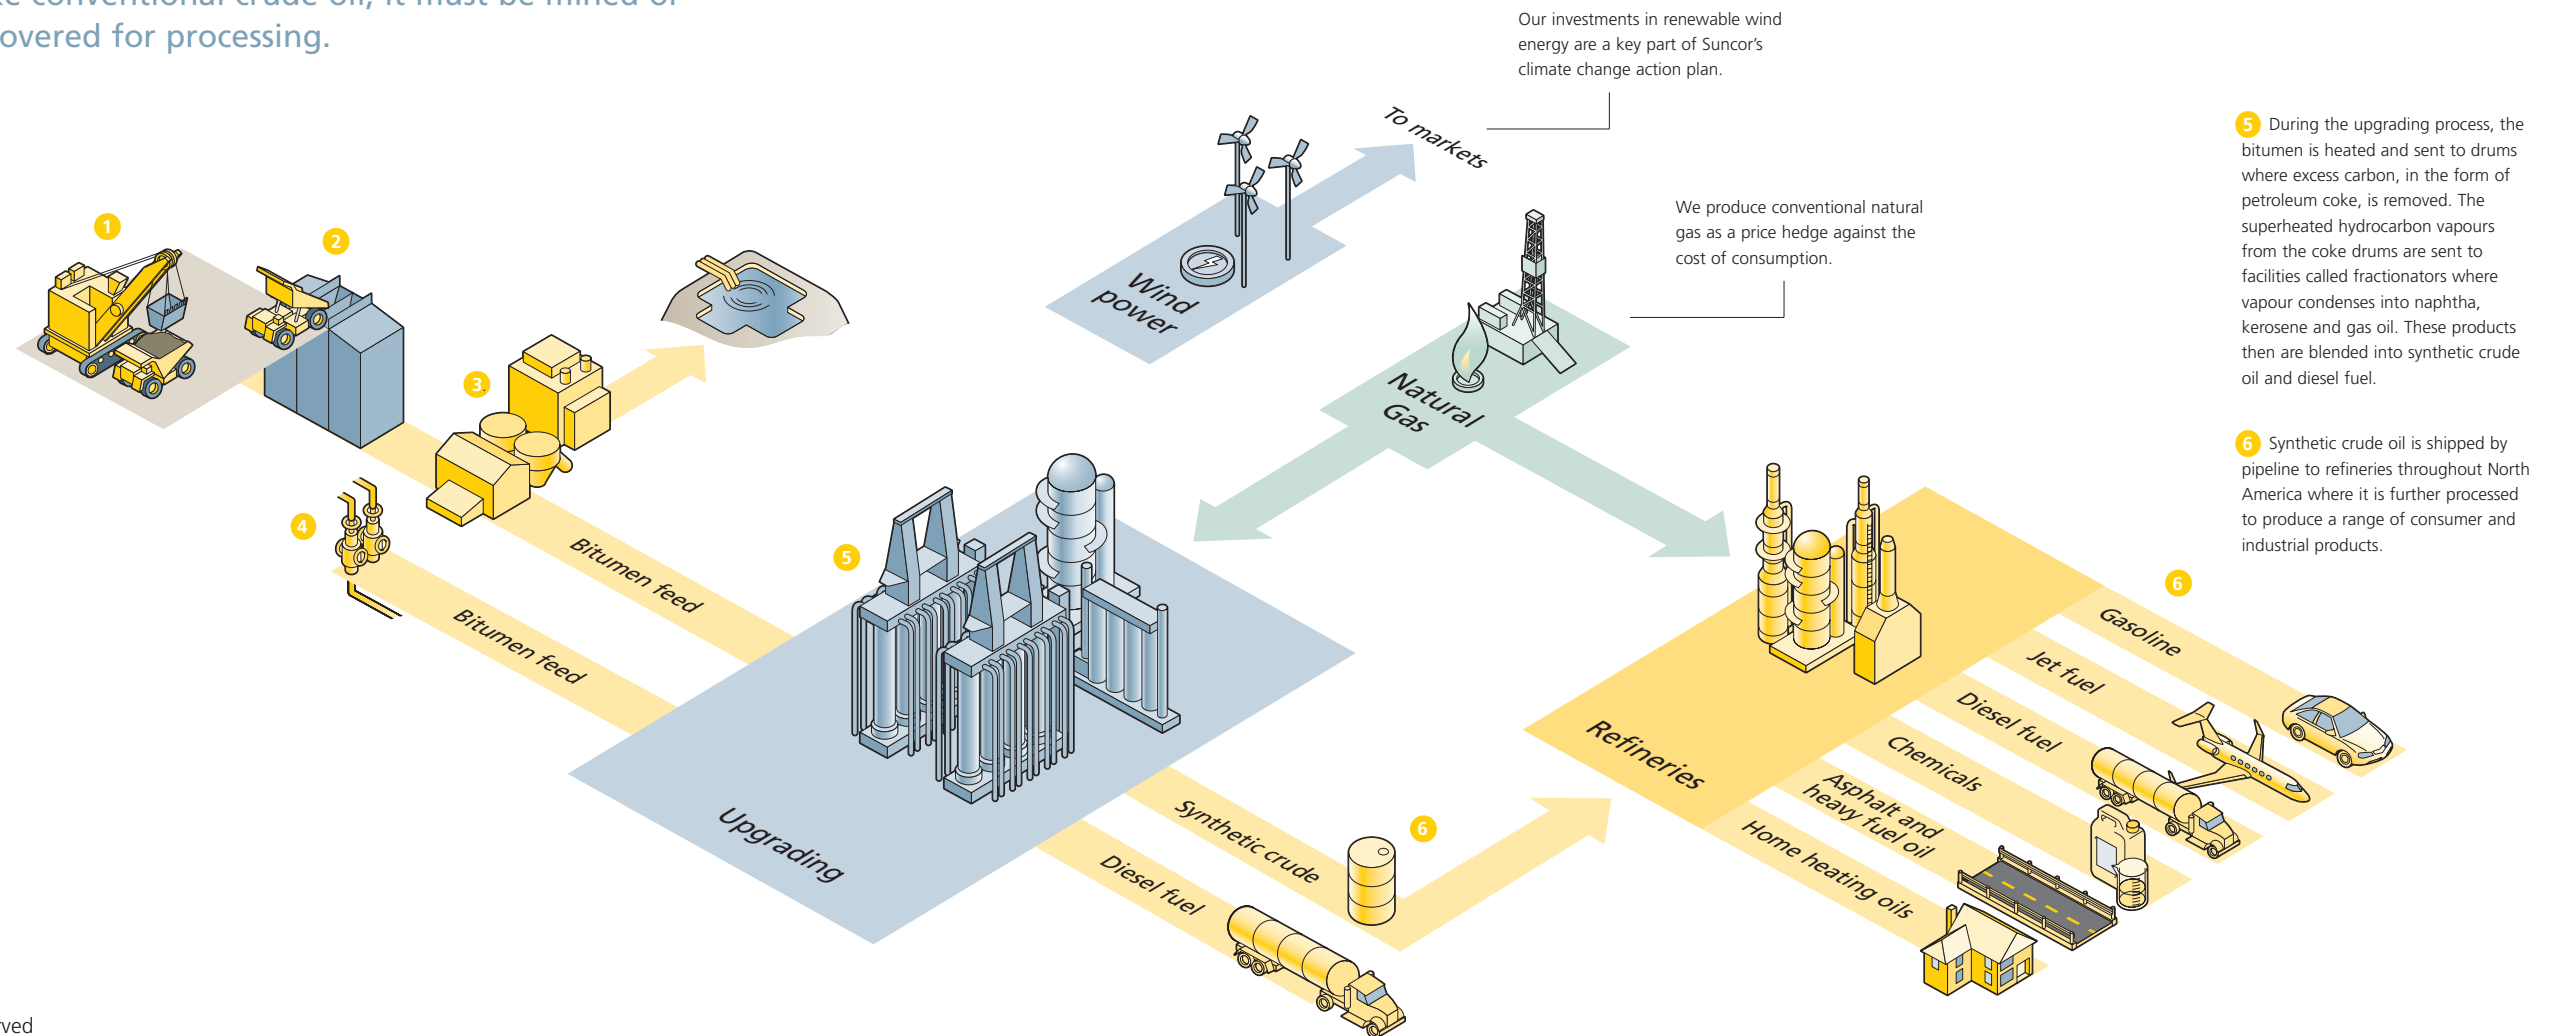 ke conventional crude oil, it must be mined or
overed for processing.
Our investments in renewable wind
energy are a key part of Suncor's
climate change action plan.
To markets
We produce conventional natural
gas as a price hedge against the
cost of consumption.
5 During the upgrading process, the
bitumen is heated and sent to drums
where excess carbon, in the form of
petroleum coke, is removed. The
superheated hydrocarbon vapours
from the coke drums are sent to
facilities called fractionators where
vapour condenses into naphtha,
kerosene and gas oil. These products
then are blended into synthetic crude
oil and diesel fuel.
6 Synthetic crude oil is shipped by
pipeline to refineries throughout North
America where it is further processed
to produce a range of consumer and
industrial products.
1
2
3
4
5
6
6
Wind
power
Natural
Gas
Bitumen feed
Bitumen feed
Upgrading
Synthetic crude
Diesel fuel
Refineries
Gasoline
Jet fuel
Diesel fuel
Chemicals
Asphalt and
heavy fuel oil
Home heating oils
rved